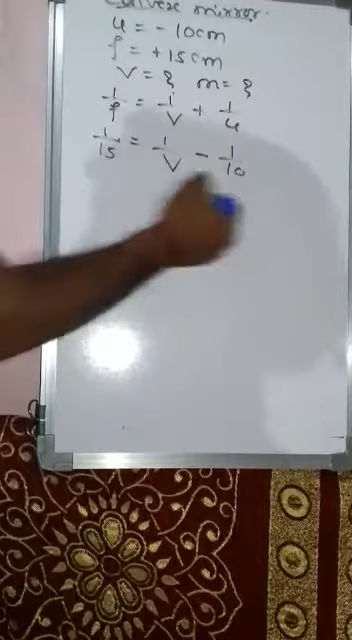 Convex mirror.
u = - 10cm
f = + 15cm
v = ? m = ?
1/f = 1/v + 1/u
1/15 = 1/v - 1/10